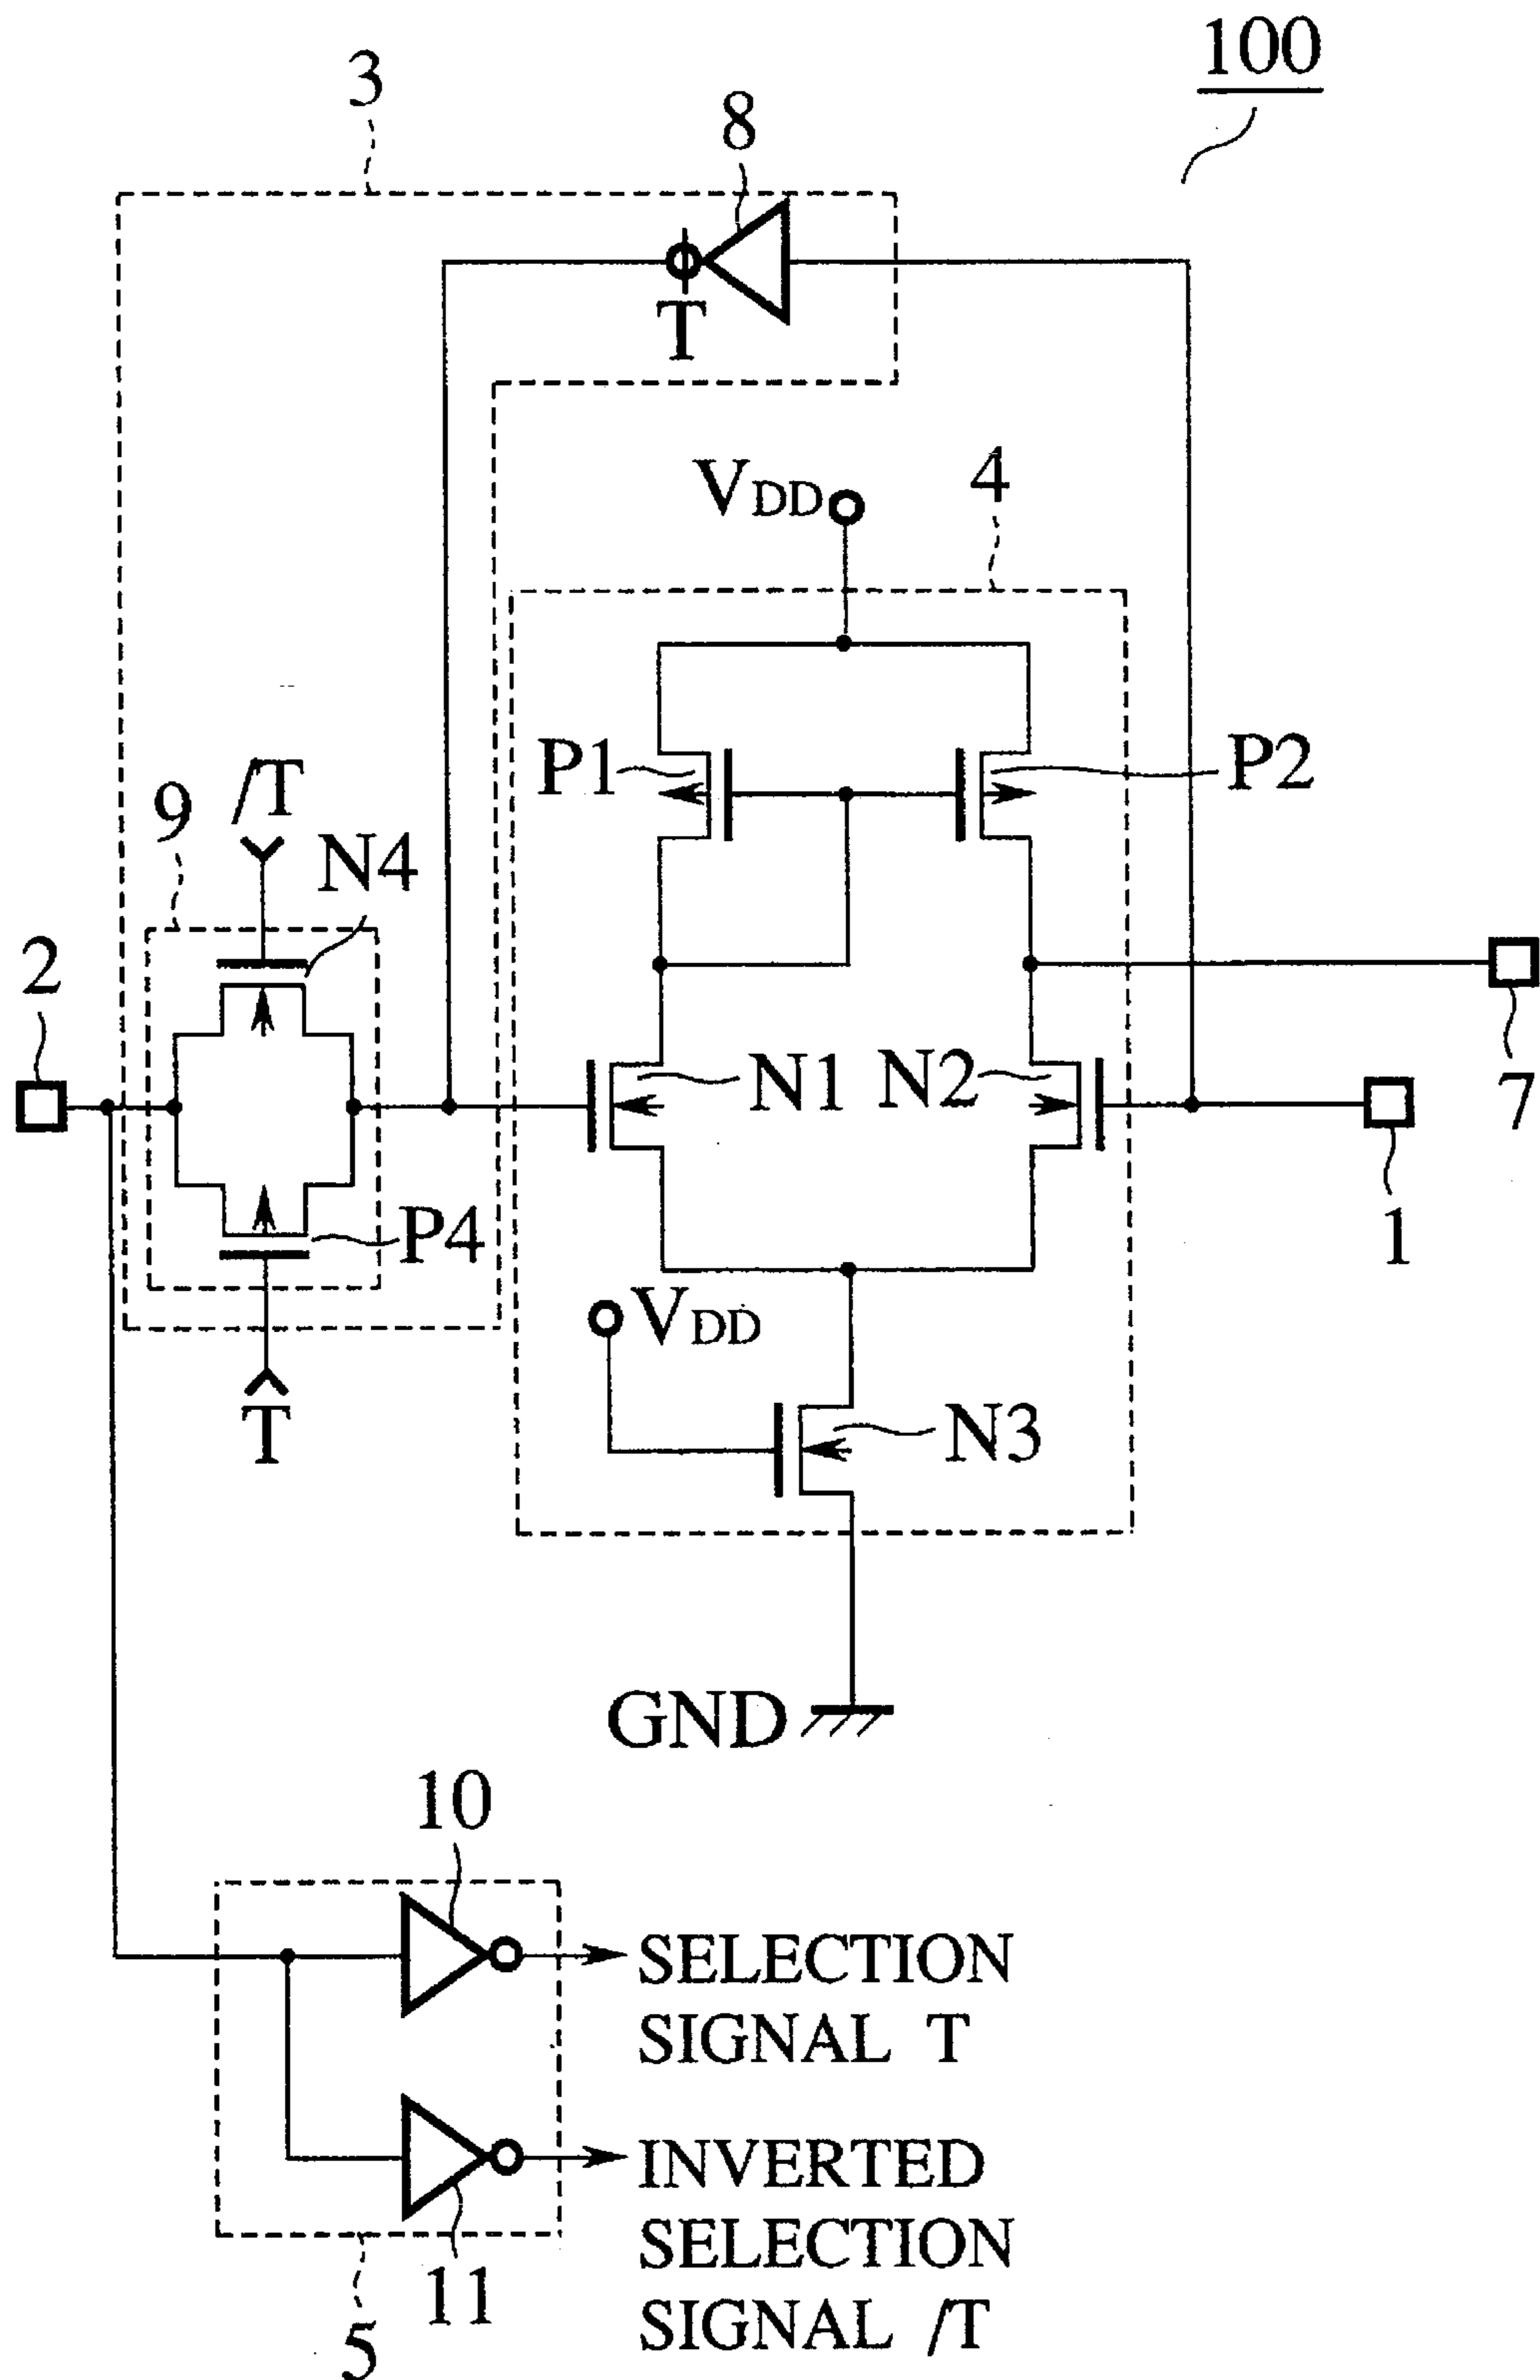 100
3
8
T
VDD
4
P1
P2
/T
9
N4
2
N1
N2
7
P4
1
VDD
T
N3
GND
10
SELECTION
SIGNAL T
INVERTED
SELECTION
SIGNAL /T
11
5